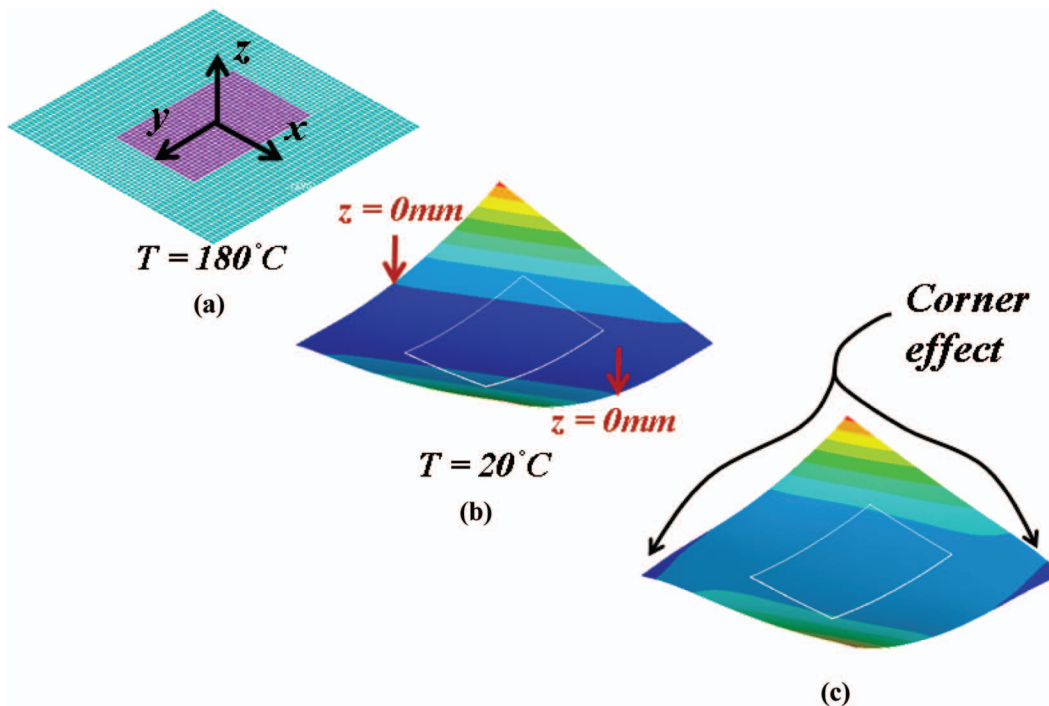 z
y
x
T = 180°C
(a)
z = 0mm
z = 0mm
T = 20°C
(b)
Corner
effect
(c)